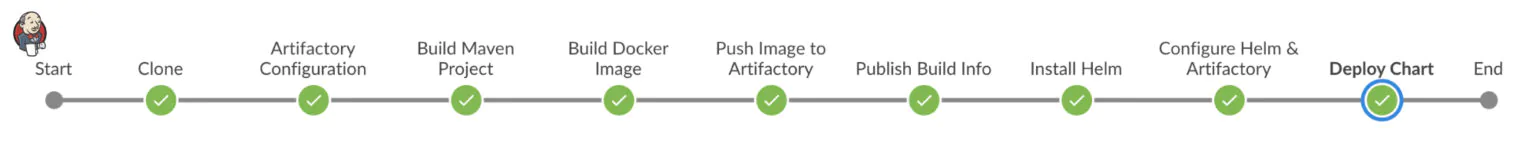 Start
Clone
Artifactory
Configuration
Build Maven
Project
Build Docker
Image
Push Image to
Artifactory
Publish Build Info
Install Helm
Configure Helm &
Artifactory
Deploy Chart
End